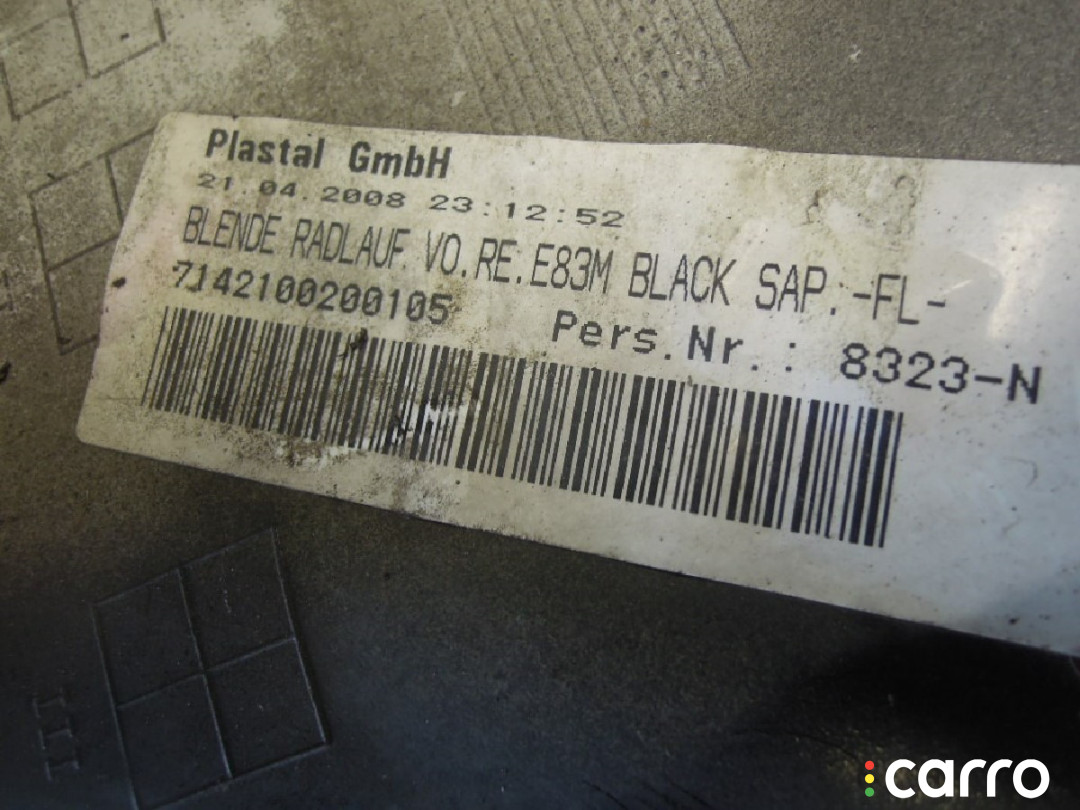 Plastal GmbH
21.04.2008 23:12:52
BLENDE RADLAUF VO.RE.E83M BLACK SAP. -FL-
7142100200105
Pers.Nr.: 8323-N
carro